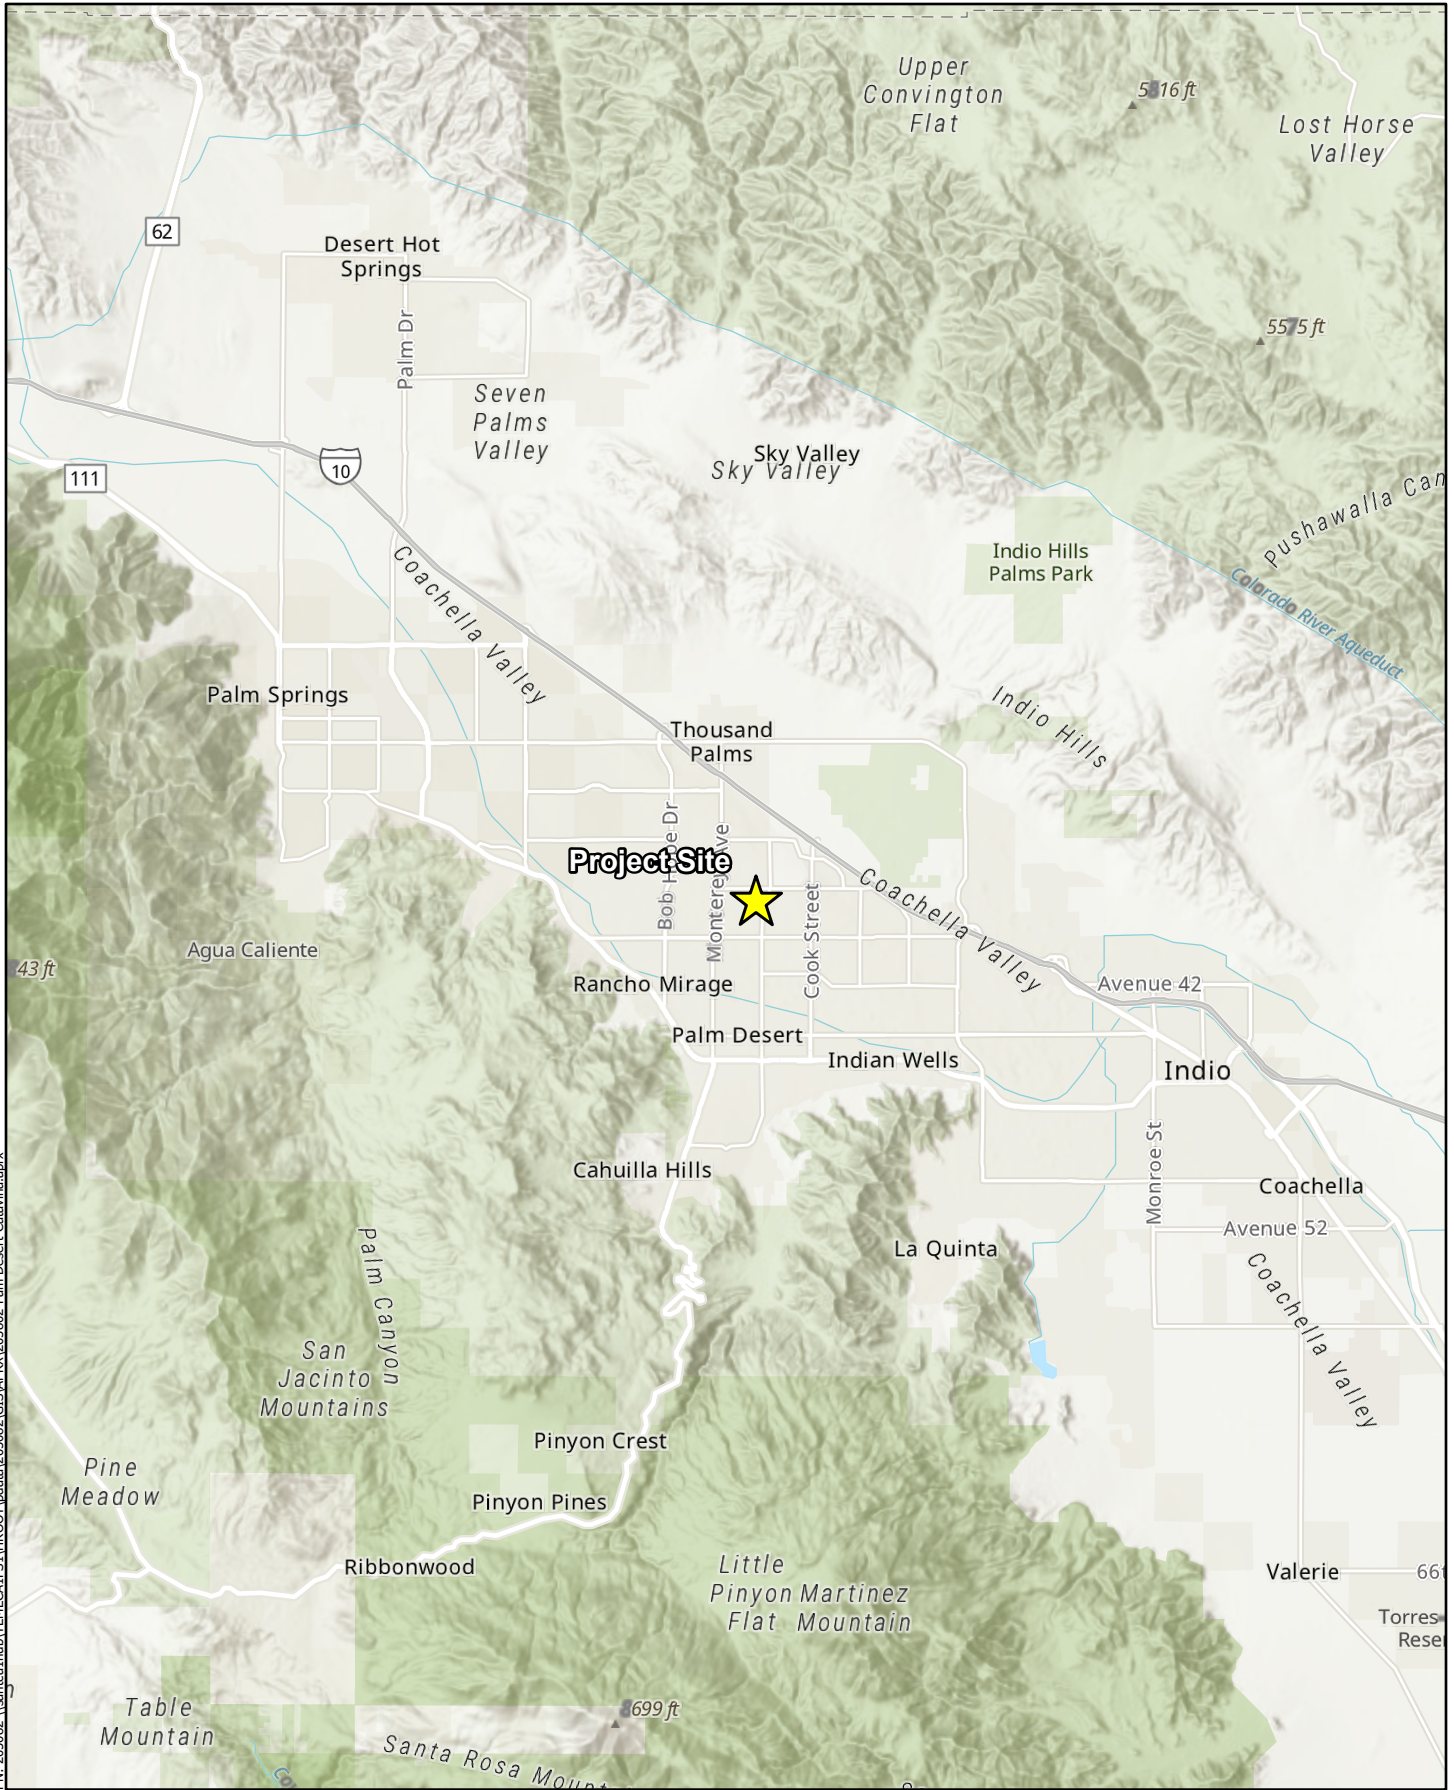 Upper
Convington
Flat
5816 ft
Lost Horse
Valley
62
Desert Hot
Springs
Palm Dr
5575 ft
Seven
Palms
Valley
Sky Valley
Sky Valley
10
111
Pushawalla Can
Coachella Valley
Indio Hills
Palms Park
Colorado River Aqueduct
Palm Springs
Indio Hills
Thousand
Palms
Bob Hope Dr
Monterey Ave
Project Site
Coachella Valley
Cook Street
Agua Caliente
43 ft
Rancho Mirage
Avenue 42
Palm Desert
Indian Wells
Indio
Monroe St
Cahuilla Hills
Coachella
Avenue 52
La Quinta
Palm Canyon
Coachella Valley
San
Jacinto
Mountains
Pinyon Crest
Pine
Meadow
Pinyon Pines
Ribbonwood
Little
Pinyon
Flat
Martinez
Mountain
Valerie
66t
Torres
Reser
Table
Mountain
8699 ft
Santa Rosa Mount